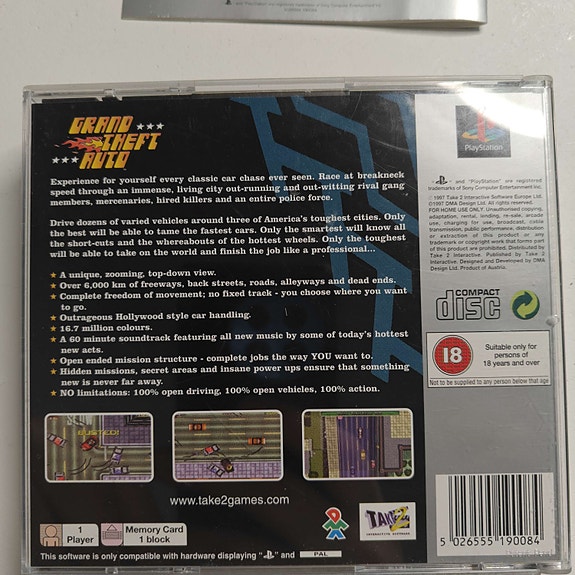 GRAND
THEFT
AUTO
Experience for yourself every classic car chase ever seen. Race at breakneck
speed through an immense, living city out-running and out-witting rival gang
members, mercenaries, hired killers and an entire police force.
Drive dozens of varied vehicles around three of America's toughest cities. Only
the best will be able to tame the fastest cars. Only the smartest will know all
the short-cuts and the whereabouts of the hottest wheels. Only the toughest
will be able to take on the world and finish the job like a professional...
A unique, zooming, top-down view.
Over 6,000 km of freeways, back streets, roads, alleyways and dead ends.
Complete freedom of movement; no fixed track - you choose where you want
to go.
Outrageous Hollywood style car handling.
16.7 million colours.
A 60 minute soundtrack featuring all new music by some of today's hottest
new acts.
Open ended mission structure - complete jobs the way YOU want to.
Hidden missions, secret areas and insane power ups ensure that something
new is never far away.
NO limitations: 100% open driving, 100% open vehicles, 100% action.
BUSTED!
www.take2games.com
1
Player
Memory Card
1 block
TAKE 2
INTERACTIVE SOFTWARE
This software is only compatible with hardware displaying "PS" and PAL
PlayStation
"PS" and "PlayStation" are registered
trademarks of Sony Computer Entertainment Inc.
©1997 Take 2 Interactive Software Europe Ltd.
©1997 DMA Design Ltd. All rights reserved.
FOR HOME USE ONLY. Unauthorised copying,
adaptation, rental, lending, re-sale, arcade
use, charging for use, broadcast, cable
transmission, public performance, distribution
or extraction of this product or any
trademark or copyright work that forms part
of this product are prohibited. Distributed by
Take 2 Interactive. Published by Take 2
Interactive. Designed and Developed by DMA
Design Ltd. Product of Austria.
COMPACT
disc
18
Suitable only for
persons of
18 years and over
Not to be supplied to any person below that age
5 026555 190084